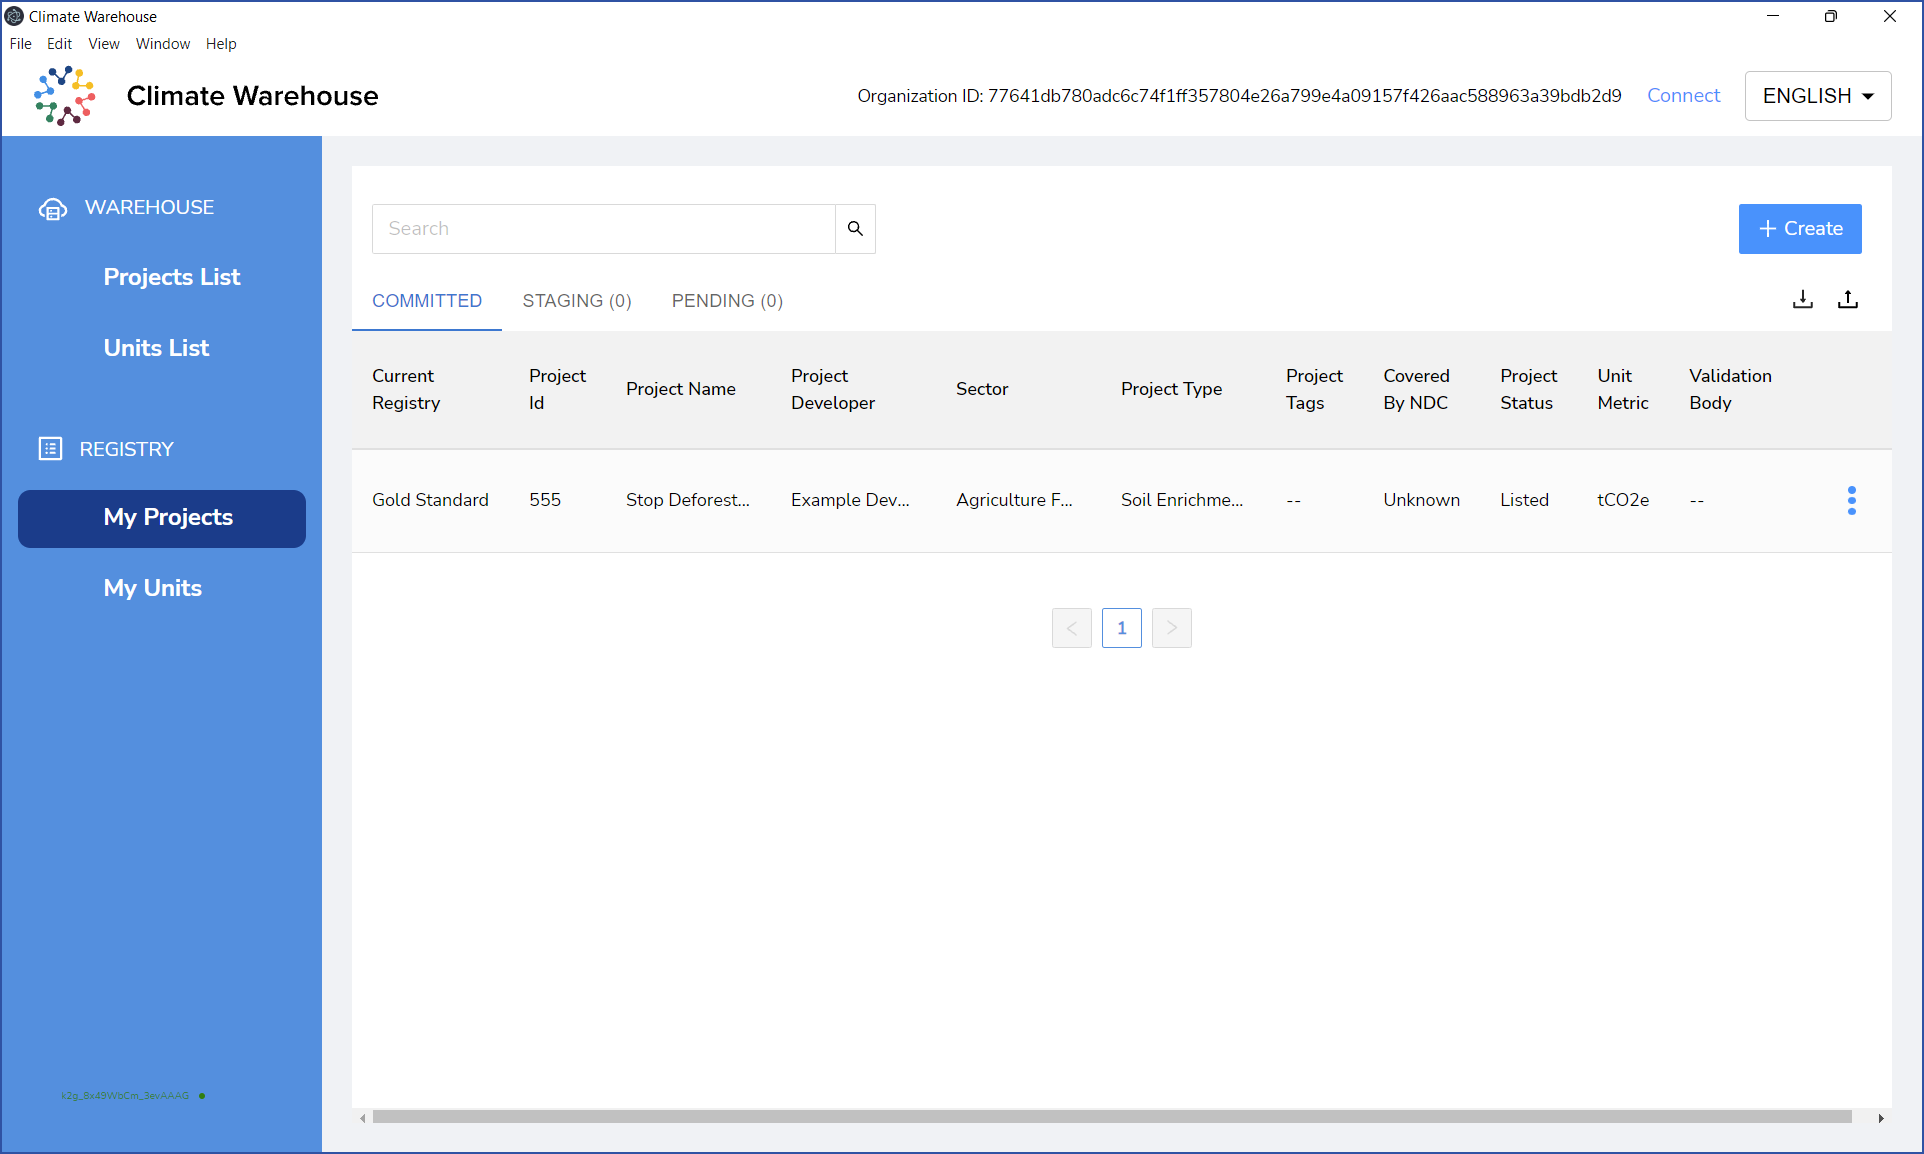 Climate Warehouse
File Edit View Window Help
Climate Warehouse
Organization ID: 77641db780adc6c74f1ff357804e26a799e4a09157f426aac588963a39bdb2d9 Connect ENGLISH
WAREHOUSE
Projects List
Units List
REGISTRY
My Projects
My Units
k2g_8x49WbCm_3evAAAG
Search
+ Create
COMMITTED STAGING (0) PENDING (0)
Current Registry Project Id Project Name Project Developer Sector Project Type Project Tags Covered By NDC Project Status Unit Metric Validation Body
Gold Standard 555 Stop Deforest... Example Dev... Agriculture F... Soil Enrichme... -- Unknown Listed tCO2e --
< 1 >